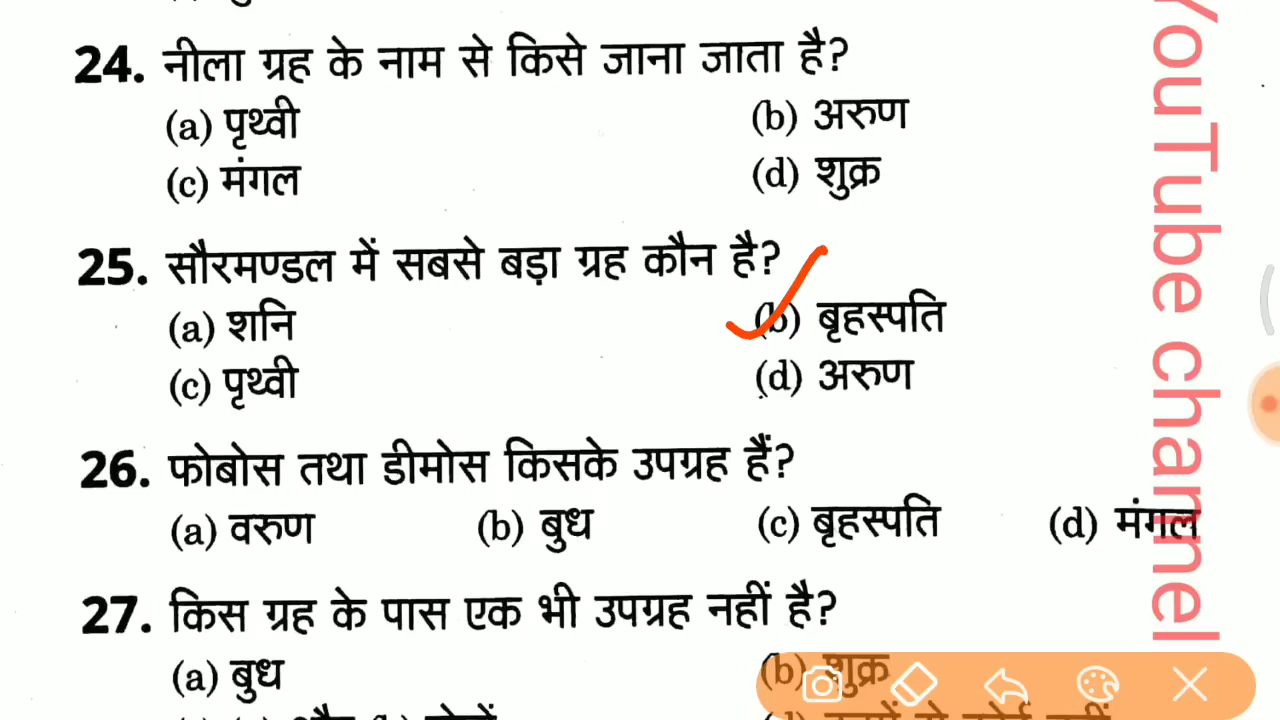 24. नीला ग्रह के नाम से किसे जाना जाता है?
(a) पृथ्वी (b) अरुण
(c) मंगल (d) शुक्र
25. सौरमण्डल में सबसे बड़ा ग्रह कौन है?
(a) शनि (b) बृहस्पति
(c) पृथ्वी (d) अरुण
26. फोबोस तथा डीमोस किसके उपग्रह हैं?
(a) वरुण (b) बुध (c) बृहस्पति (d) मंगल
27. किस ग्रह के पास एक भी उपग्रह नहीं है?
(a) बुध (b) शुक्र
YouTube channel